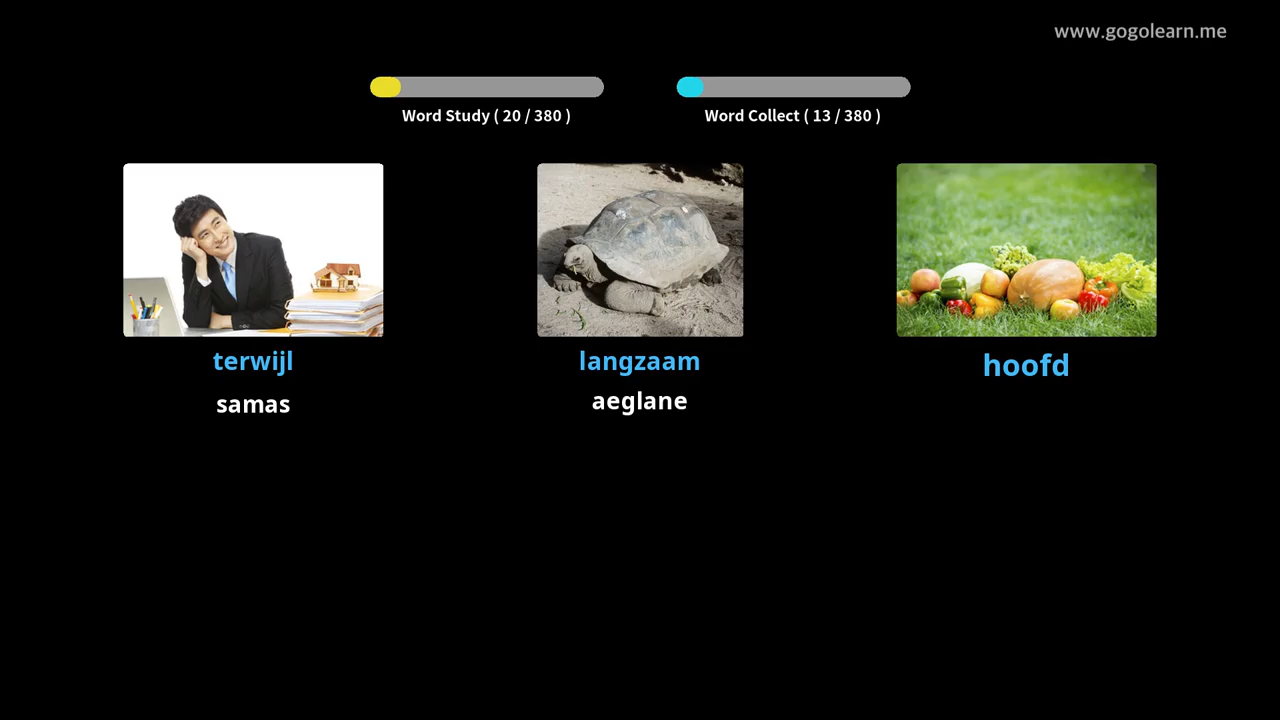 www.gogolearn.me
Word Study ( 20 / 380 )
Word Collect ( 13 / 380 )
terwijl
samas
langzaam
aeglane
hoofd